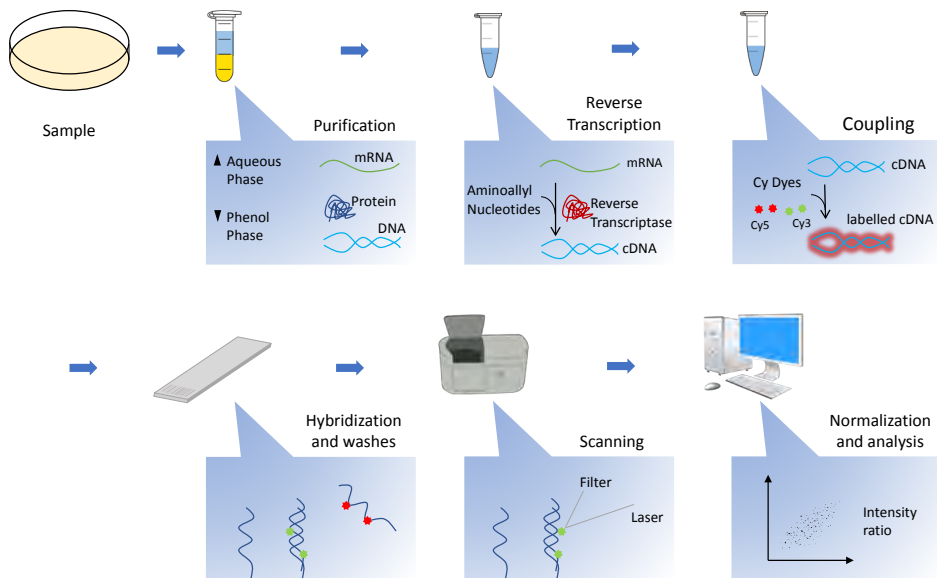 Sample
Purification
Aqueous
Phase
mRNA
Protein
Phenol
Phase
DNA
Reverse
Transcription
mRNA
Aminoallyl
Nucleotides
Reverse
Transcriptase
cDNA
Coupling
cDNA
Cy Dyes
Cy5
Cy3
labelled cDNA
Hybridization
and washes
Scanning
Filter
Laser
Normalization
and analysis
Intensity
ratio